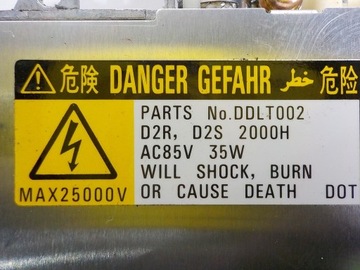 危険 DANGER GEFAHR خطر 危险
PARTS No.DDLT002
D2R, D2S 2000H
AC85V 35W
WILL SHOCK, BURN
OR CAUSE DEATH DOT
MAX25000V